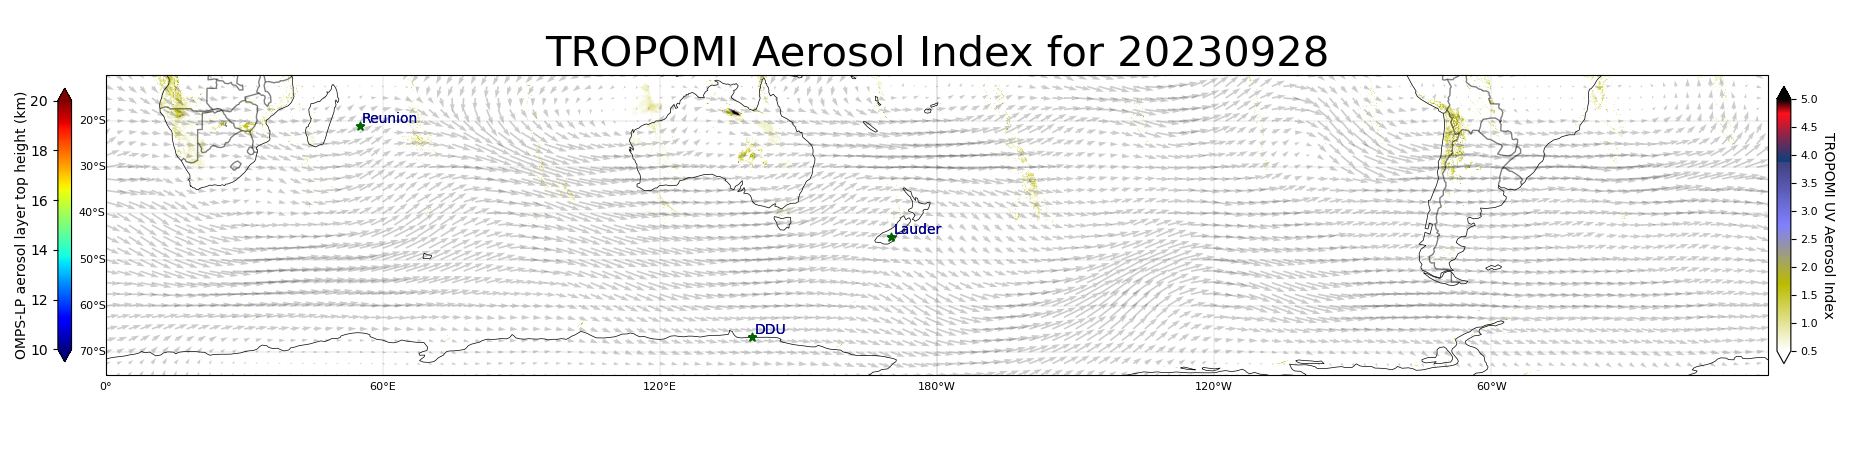 TROPOMI Aerosol Index for 20230928
OMPS-LP aerosol layer top height (km)
20
18
16
14
12
10
20°S
30°S
40°S
50°S
60°S
70°S
0°
60°E
120°E
180°W
120°W
60°W
Reunion
Lauder
DDU
5.0
4.5
4.0
3.5
3.0
2.5
2.0
1.5
1.0
0.5
TROPOMI UV Aerosol Index